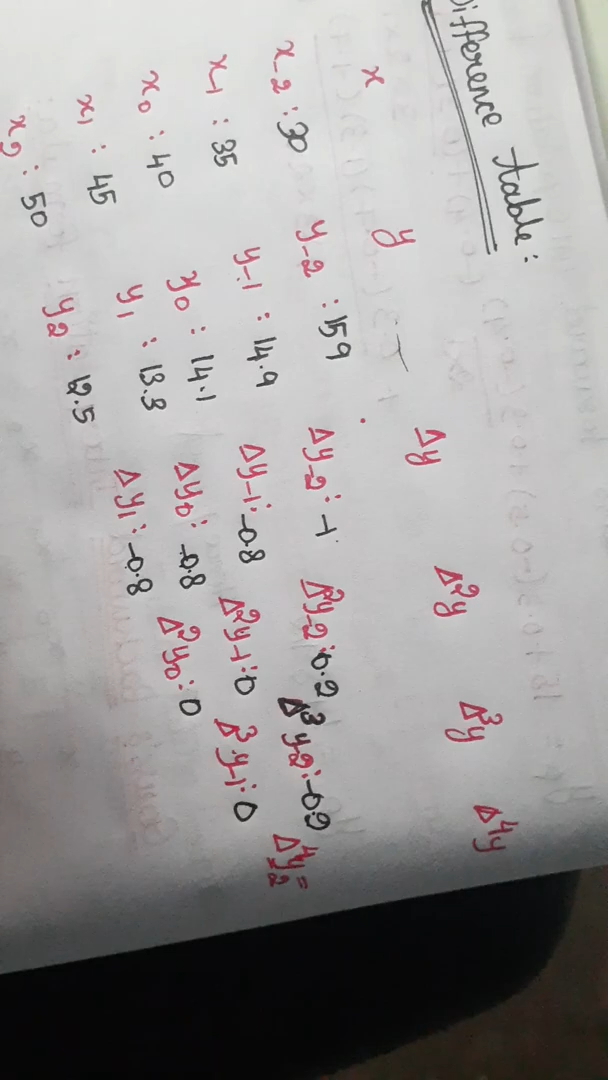 Difference table:
x y Δy Δ²y Δ³y Δ⁴y
x-2 : 30 y-2 : 15 9 Δy-2 : -1 Δ²y-2 : 0.2 Δ³y-2 : -0.2 Δ⁴y-2 =
x-1 : 35 y-1 : 14.9 Δy-1 : -0.8 Δ²y-1 : 0 Δ³y-1 : 0
x0 : 40 y0 : 14.1 Δy0 : -0.8 Δ²y0 : 0
x1 : 45 y1 : 13.3 Δy1 : -0.8
x2 : 50 y2 : 12.5